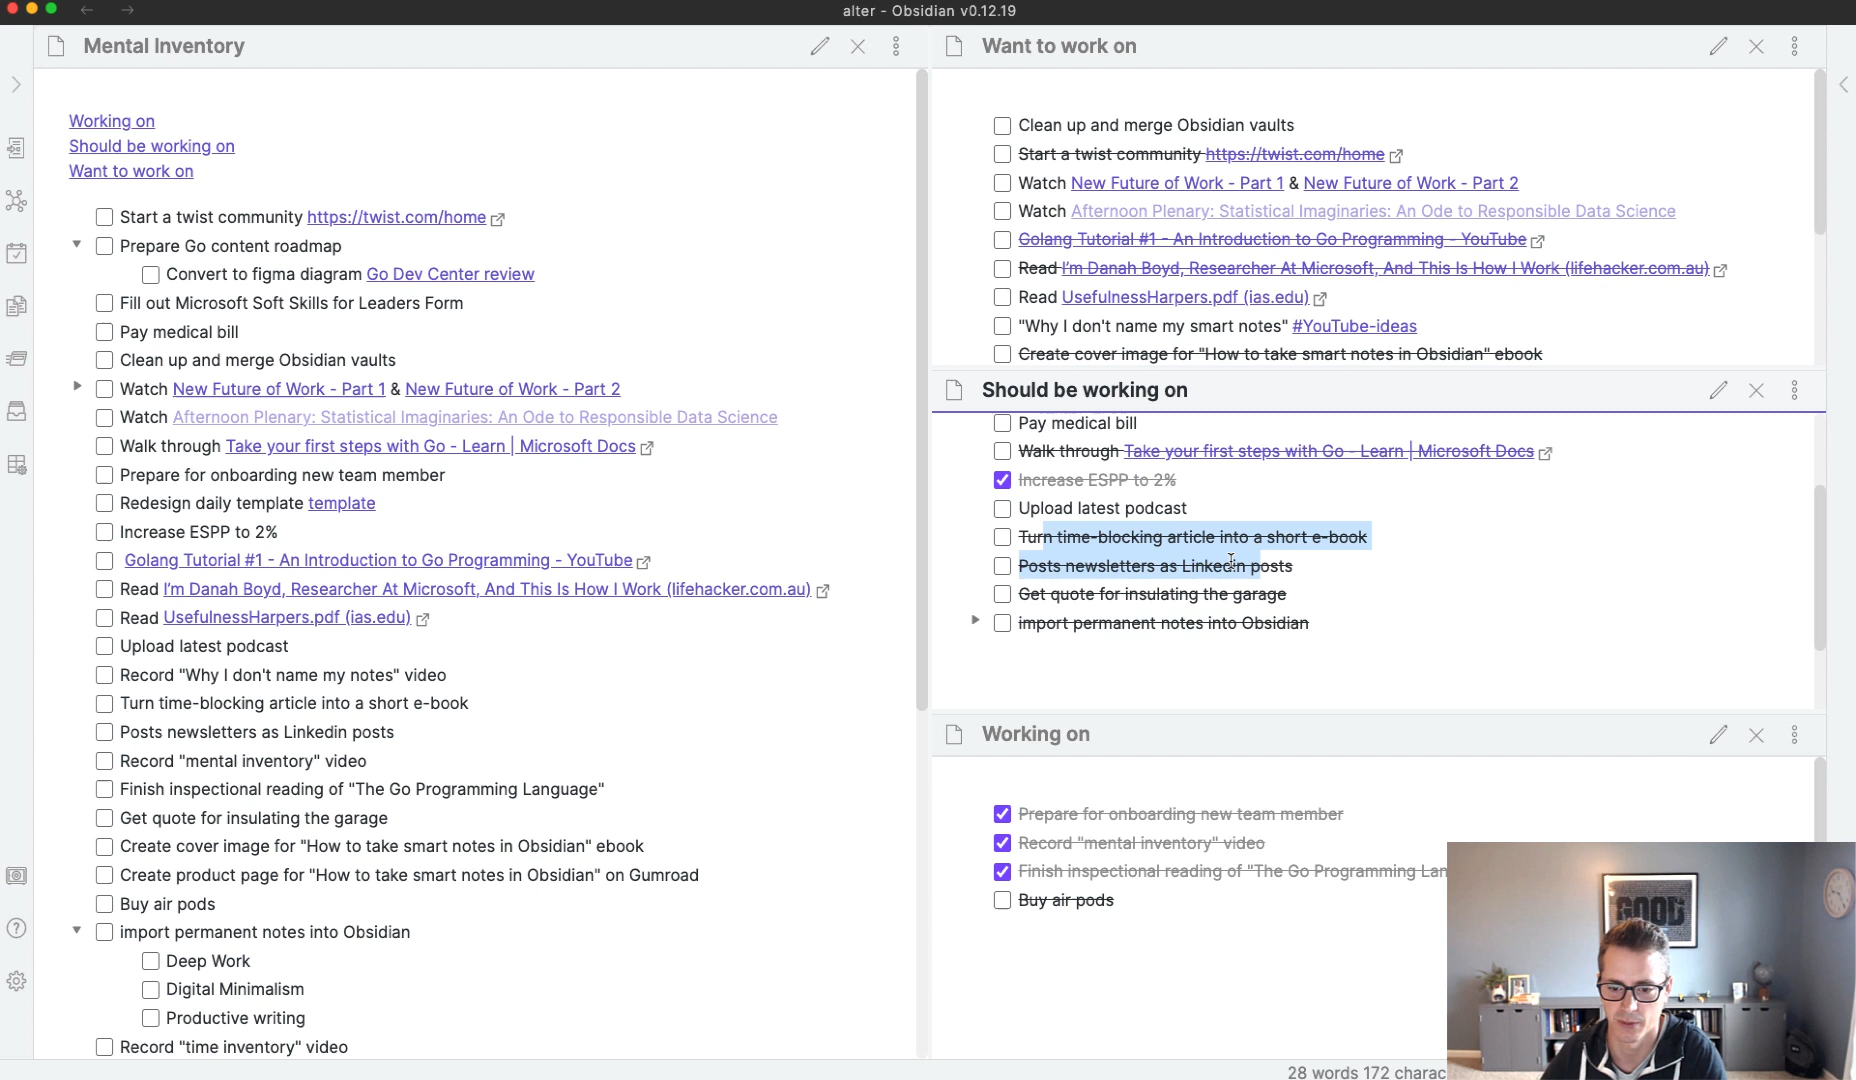 alter - Obsidian v0.12.19
Mental Inventory
Working on
Should be working on
Want to work on
Start a twist community https://twist.com/home
Prepare Go content roadmap
Convert to figma diagram Go Dev Center review
Fill out Microsoft Soft Skills for Leaders Form
Pay medical bill
Clean up and merge Obsidian vaults
Watch New Future of Work - Part 1 & New Future of Work - Part 2
Watch Afternoon Plenary: Statistical Imaginaries: An Ode to Responsible Data Science
Walk through Take your first steps with Go - Learn | Microsoft Docs
Prepare for onboarding new team member
Redesign daily template template
Increase ESPP to 2%
Golang Tutorial #1 - An Introduction to Go Programming - YouTube
Read I'm Danah Boyd, Researcher At Microsoft, And This Is How I Work (lifehacker.com.au)
Read UsefulnessHarpers.pdf (ias.edu)
Upload latest podcast
Record "Why I don't name my notes" video
Turn time-blocking article into a short e-book
Posts newsletters as Linkedin posts
Record "mental inventory" video
Finish inspectional reading of "The Go Programming Language"
Get quote for insulating the garage
Create cover image for "How to take smart notes in Obsidian" ebook
Create product page for "How to take smart notes in Obsidian" on Gumroad
Buy air pods
import permanent notes into Obsidian
Deep Work
Digital Minimalism
Productive writing
Record "time inventory" video
Want to work on
Clean up and merge Obsidian vaults
Start a twist community https://twist.com/home
Watch New Future of Work - Part 1 & New Future of Work - Part 2
Watch Afternoon Plenary: Statistical Imaginaries: An Ode to Responsible Data Science
Golang Tutorial #1 - An Introduction to Go Programming - YouTube
Read I'm Danah Boyd, Researcher At Microsoft, And This Is How I Work (lifehacker.com.au)
Read UsefulnessHarpers.pdf (ias.edu)
"Why I don't name my smart notes" #YouTube-ideas
Create cover image for "How to take smart notes in Obsidian" ebook
Should be working on
Pay medical bill
Walk through Take your first steps with Go - Learn | Microsoft Docs
Increase ESPP to 2%
Upload latest podcast
Turn time-blocking article into a short e-book
Posts newsletters as Linkedin posts
Get quote for insulating the garage
import permanent notes into Obsidian
Working on
Prepare for onboarding new team member
Record "mental inventory" video
Finish inspectional reading of "The Go Programming Lan
Buy air pods
GOOD
28 words 172 charac